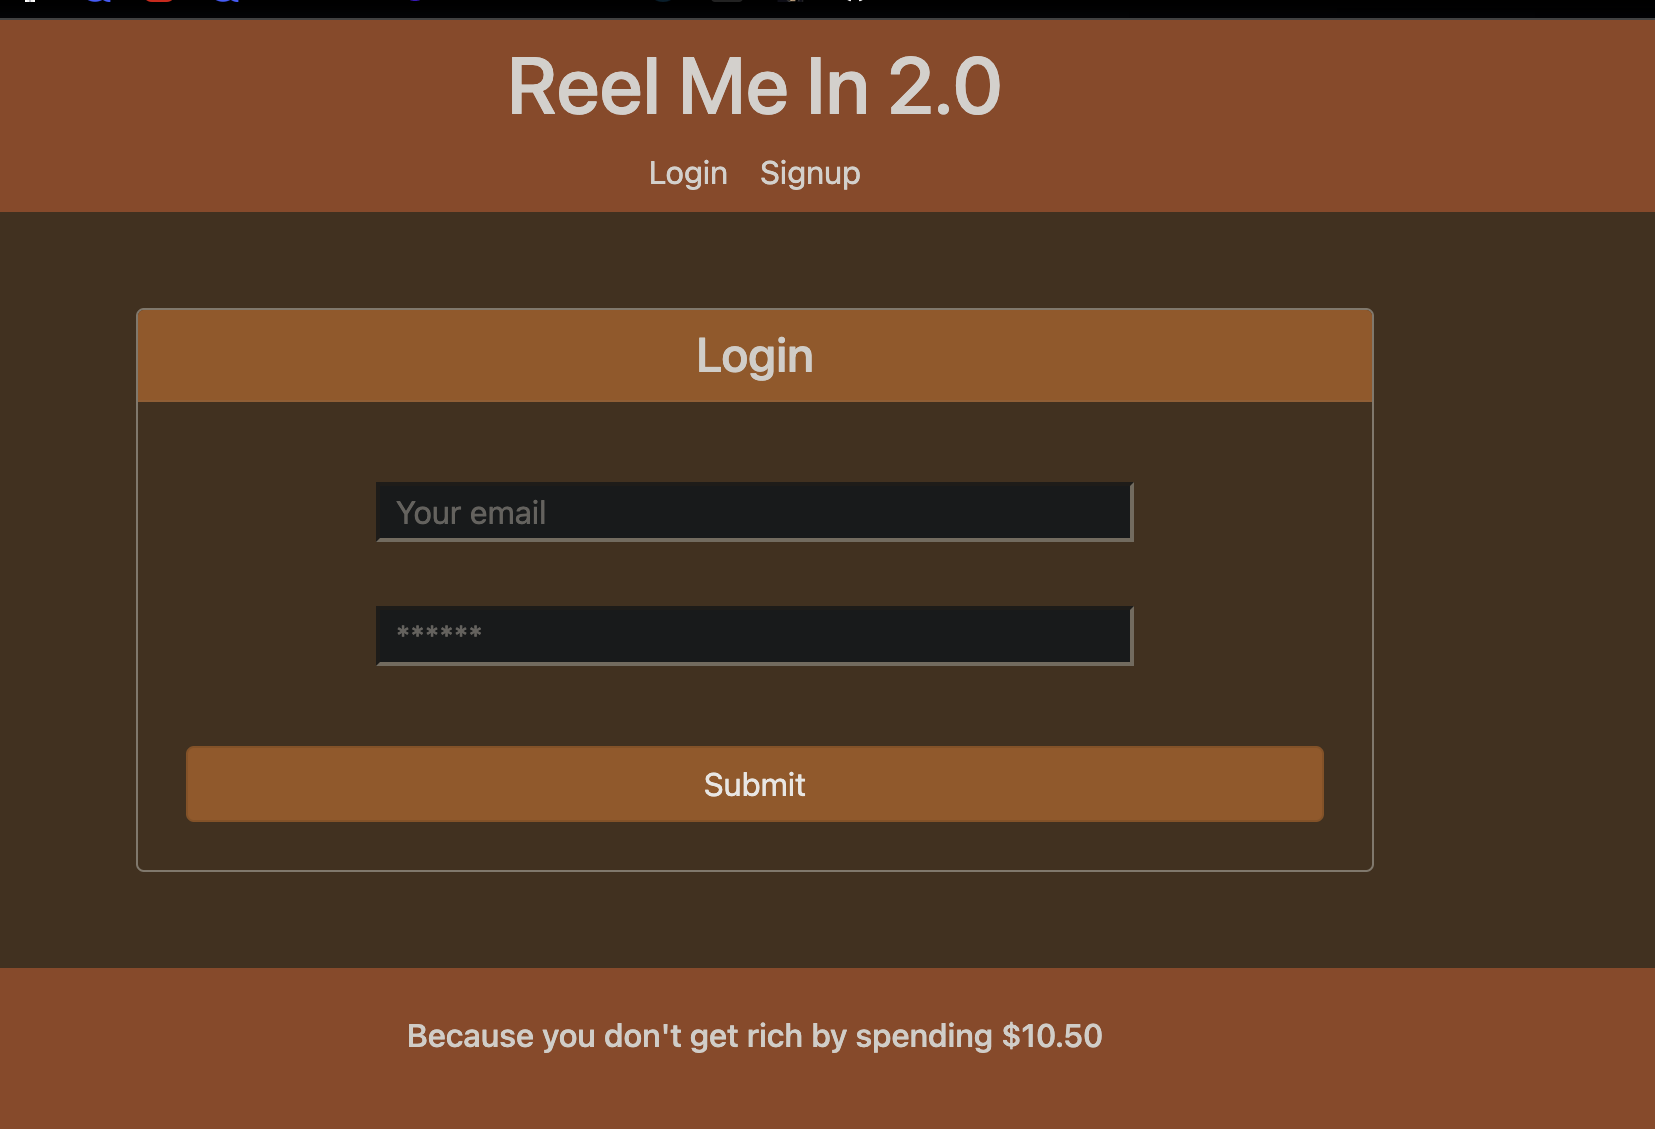 Reel Me In 2.0
Login Signup
Login
Your email
******
Submit
Because you don't get rich by spending $10.50